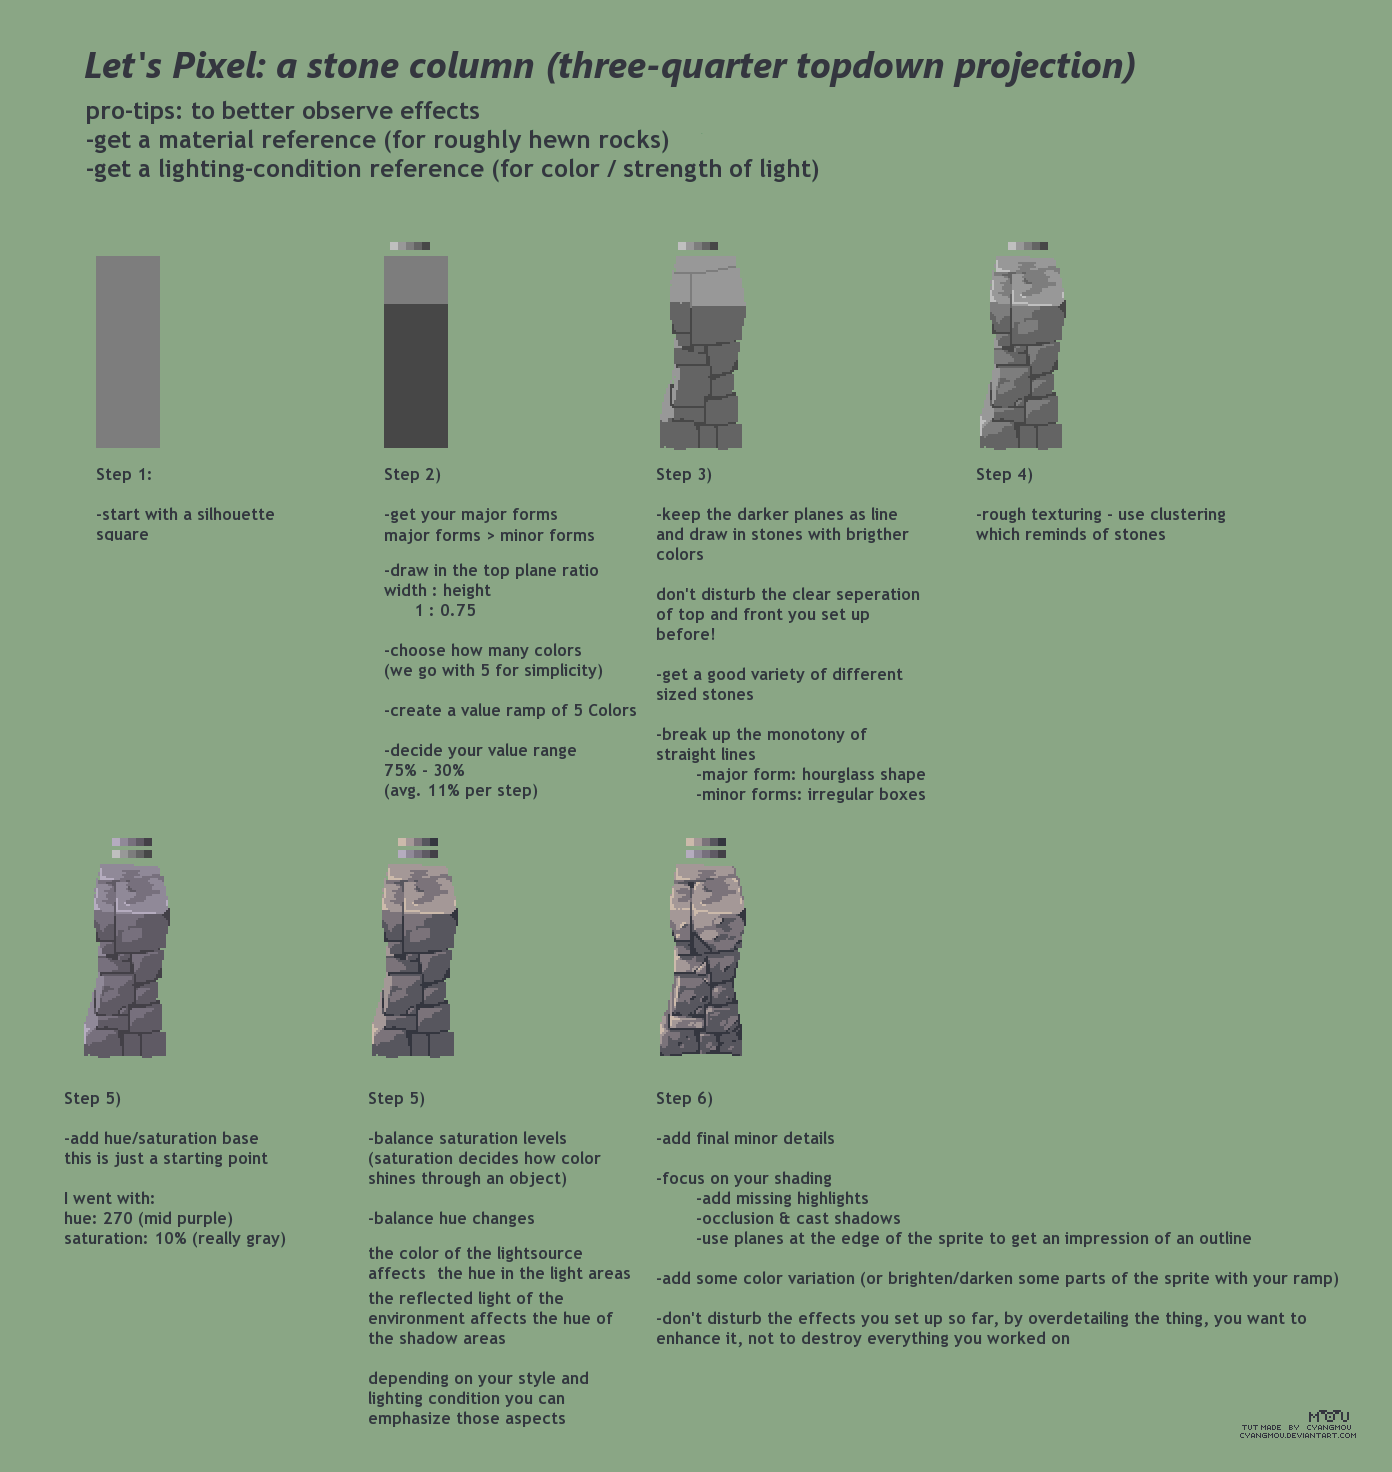 Let's Pixel: a stone column (three-quarter topdown projection)
pro-tips: to better observe effects
-get a material reference (for roughly hewn rocks)
-get a lighting-condition reference (for color / strength of light)
Step 1:
-start with a silhouette
square
Step 2)
-get your major forms
major forms > minor forms
-draw in the top plane ratio
width : height
1 : 0.75
-choose how many colors
(we go with 5 for simplicity)
-create a value ramp of 5 Colors
-decide your value range
75% - 30%
(avg. 11% per step)
Step 3)
-keep the darker planes as line
and draw in stones with brigther
colors
don't disturb the clear seperation
of top and front you set up
before!
-get a good variety of different
sized stones
-break up the monotony of
straight lines
-major form: hourglass shape
-minor forms: irregular boxes
Step 4)
-rough texturing - use clustering
which reminds of stones
Step 5)
-add hue/saturation base
this is just a starting point
I went with:
hue: 270 (mid purple)
saturation: 10% (really gray)
Step 5)
-balance saturation levels
(saturation decides how color
shines through an object)
-balance hue changes
the color of the lightsource
affects  the hue in the light areas
the reflected light of the
environment affects the hue of
the shadow areas
depending on your style and
lighting condition you can
emphasize those aspects
Step 6)
-add final minor details
-focus on your shading
-add missing highlights
-occlusion & cast shadows
-use planes at the edge of the sprite to get an impression of an outline
-add some color variation (or brighten/darken some parts of the sprite with your ramp)
-don't disturb the effects you set up so far, by overdetailing the thing, you want to
enhance it, not to destroy everything you worked on
MOU
TUT MADE BY CYANGMOU
CYANGMOU.DEVIANTART.COM